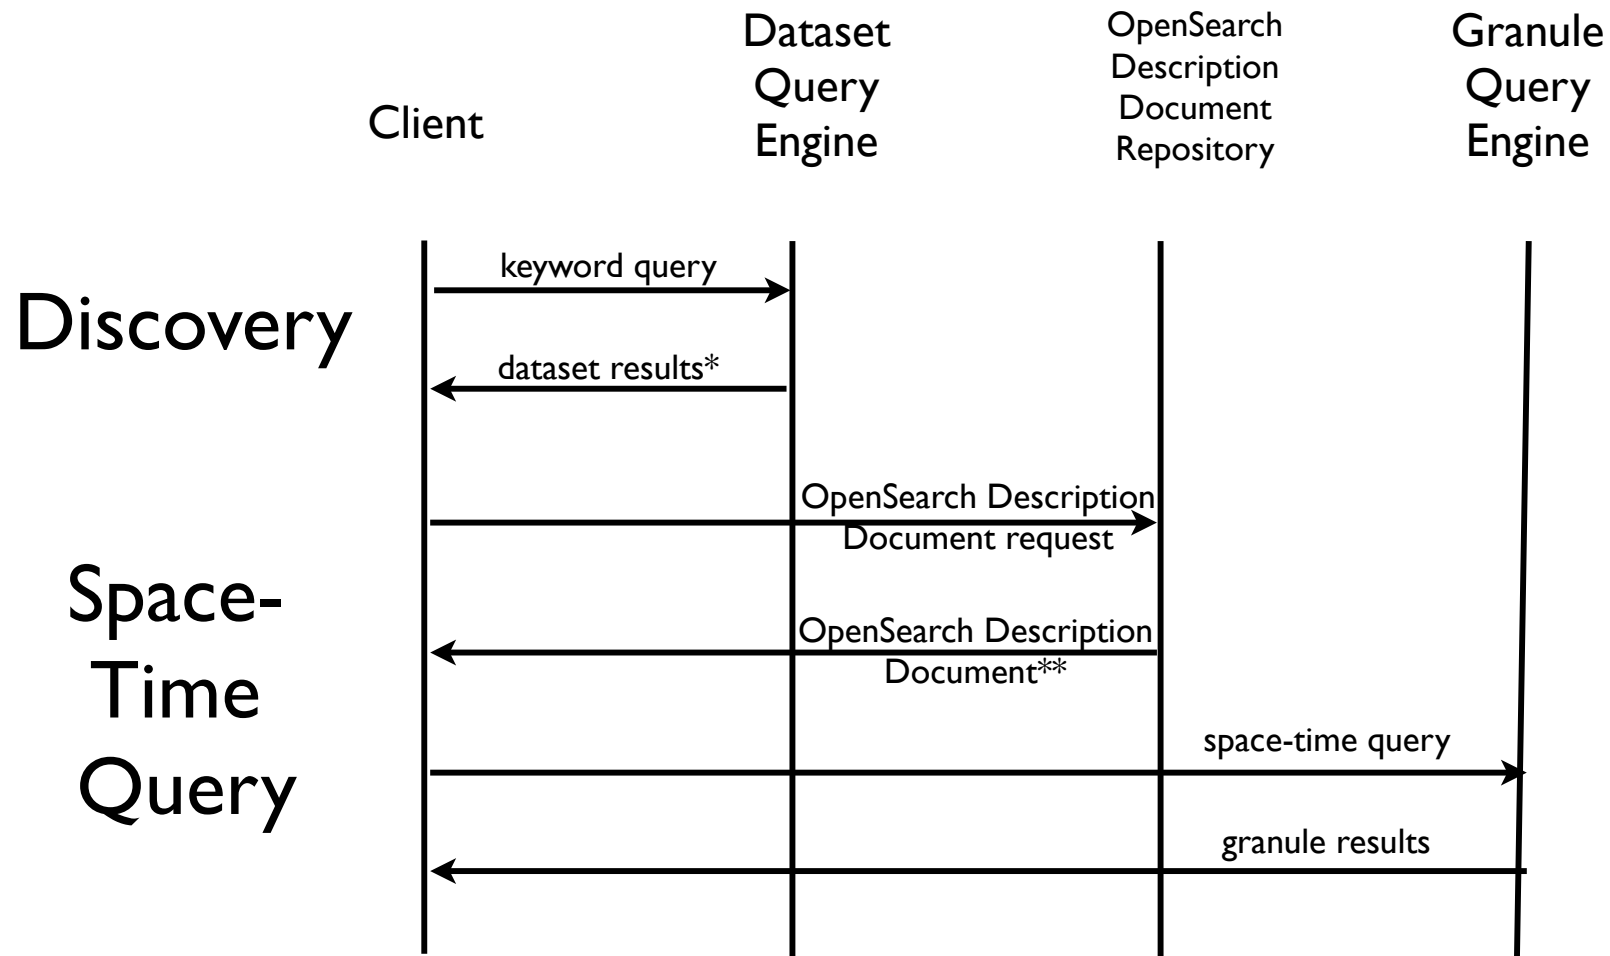 Client
Dataset
Query
Engine
OpenSearch
Description
Document
Repository
Granule
Query
Engine
Discovery
keyword query
dataset results*
Space-
Time
Query
OpenSearch Description
Document request
OpenSearch Description
Document**
space-time query
granule results